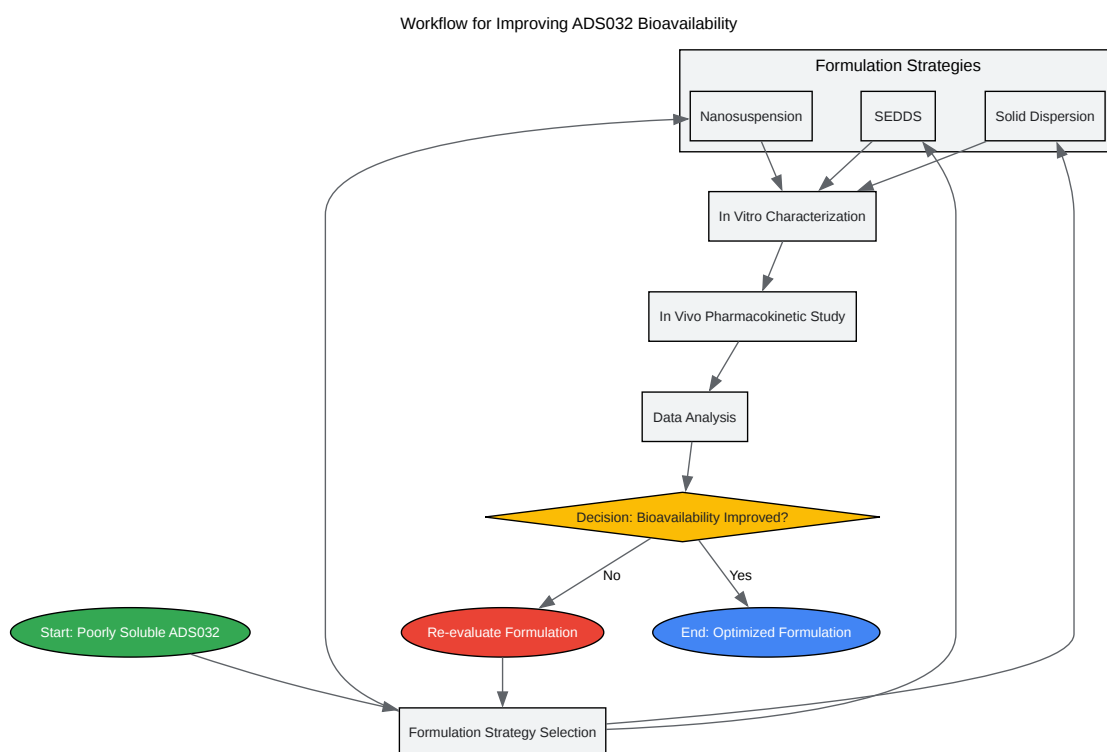 Workflow for Improving ADS032 Bioavailability
Formulation Strategies
Nanosuspension
SEDDS
Solid Dispersion
In Vitro Characterization
In Vivo Pharmacokinetic Study
Data Analysis
Decision: Bioavailability Improved?
No
Yes
Start: Poorly Soluble ADS032
Re-evaluate Formulation
End: Optimized Formulation
Formulation Strategy Selection